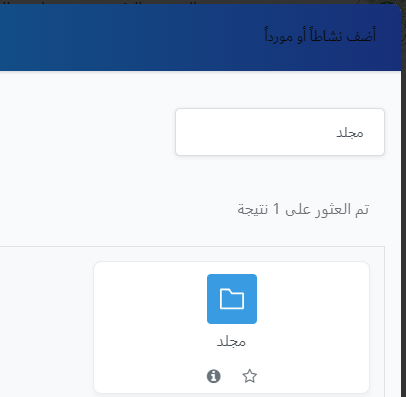 أضف نشاطاً أو مورداً
مجلد
تم العثور على 1 نتيجة
مجلد